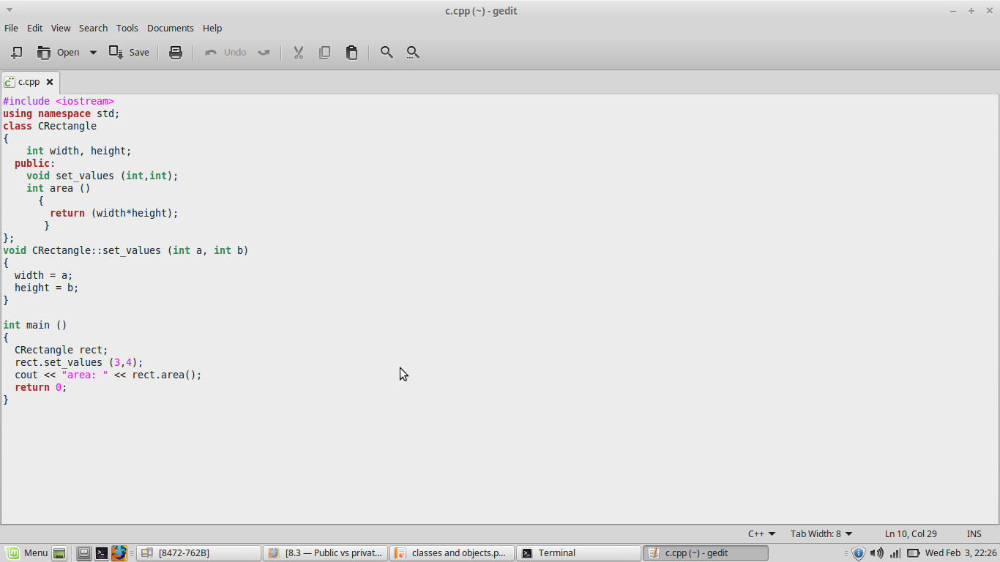 c.cpp (~) - gedit
File Edit View Search Tools Documents Help
Open Save Undo
c.cpp
#include <iostream>
using namespace std;
class CRectangle
{
    int width, height;
  public:
    void set_values (int,int);
    int area ()
      {
        return (width*height);
       }
};
void CRectangle::set_values (int a, int b)
{
  width = a;
  height = b;
}

int main ()
{
  CRectangle rect;
  rect.set_values (3,4);
  cout << "area: " << rect.area();
  return 0;
}
C++ Tab Width: 8 Ln 10, Col 29 INS
Menu [8472-762B] [8.3 — Public vs privat... classes and objects.p... Terminal c.cpp (~) - gedit Wed Feb 3, 22:26